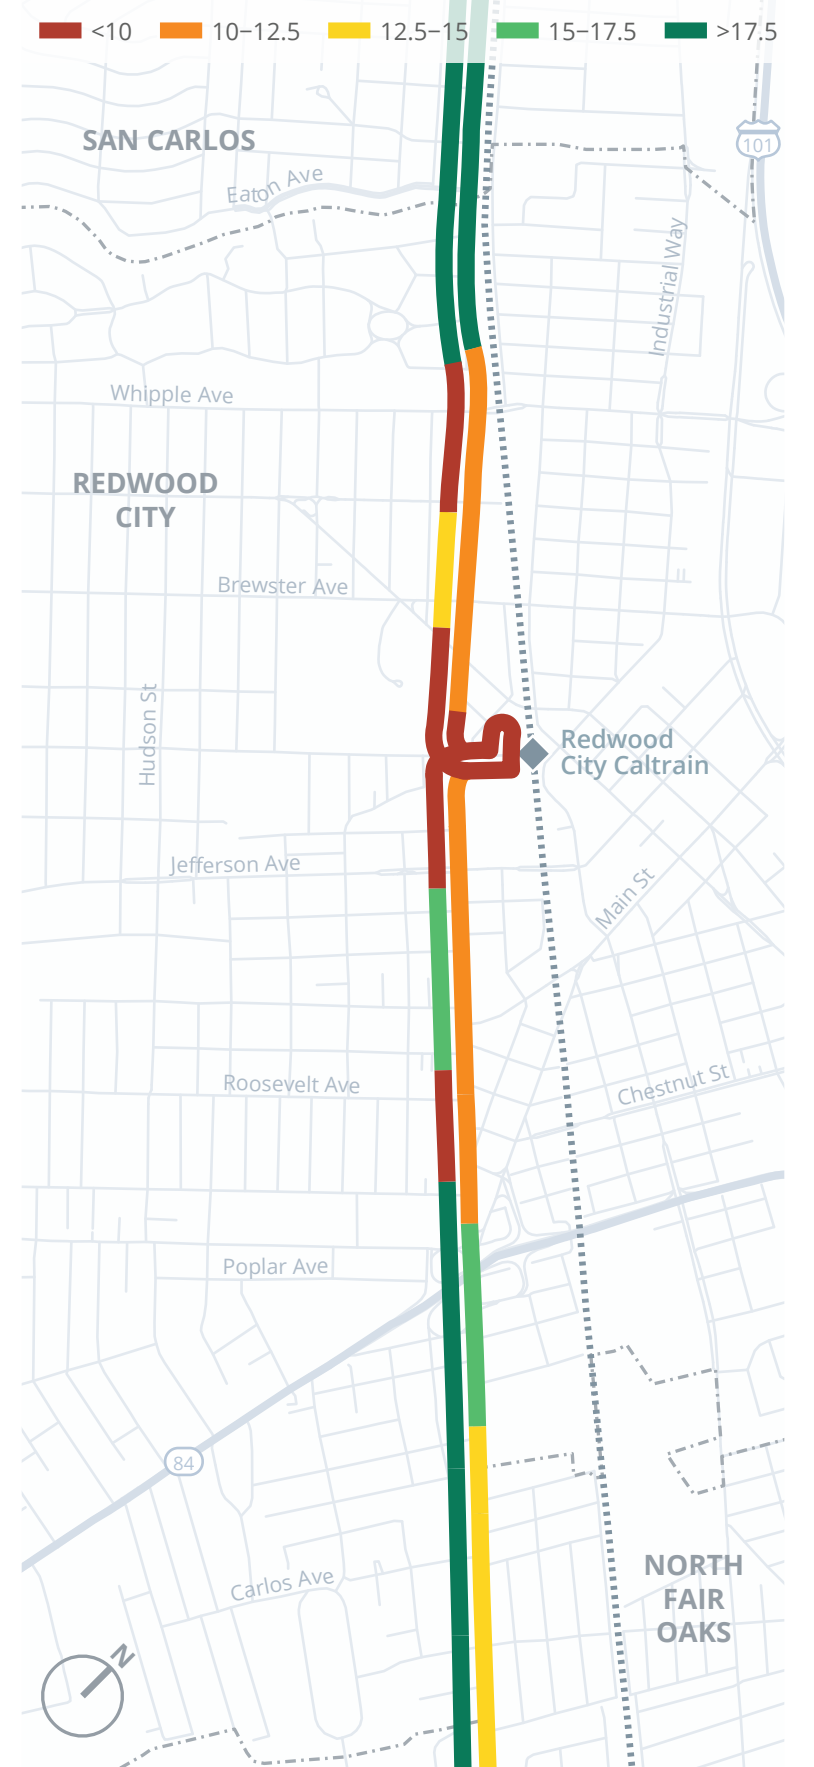 <10 10–12.5 12.5–15 15–17.5 >17.5
SAN CARLOS
101
Eaton Ave
Industrial Way
Whipple Ave
REDWOOD
CITY
Brewster Ave
Hudson St
Redwood
City Caltrain
Jefferson Ave
Main St
Roosevelt Ave
Chestnut St
Poplar Ave
84
Carlos Ave
NORTH
FAIR
OAKS
N